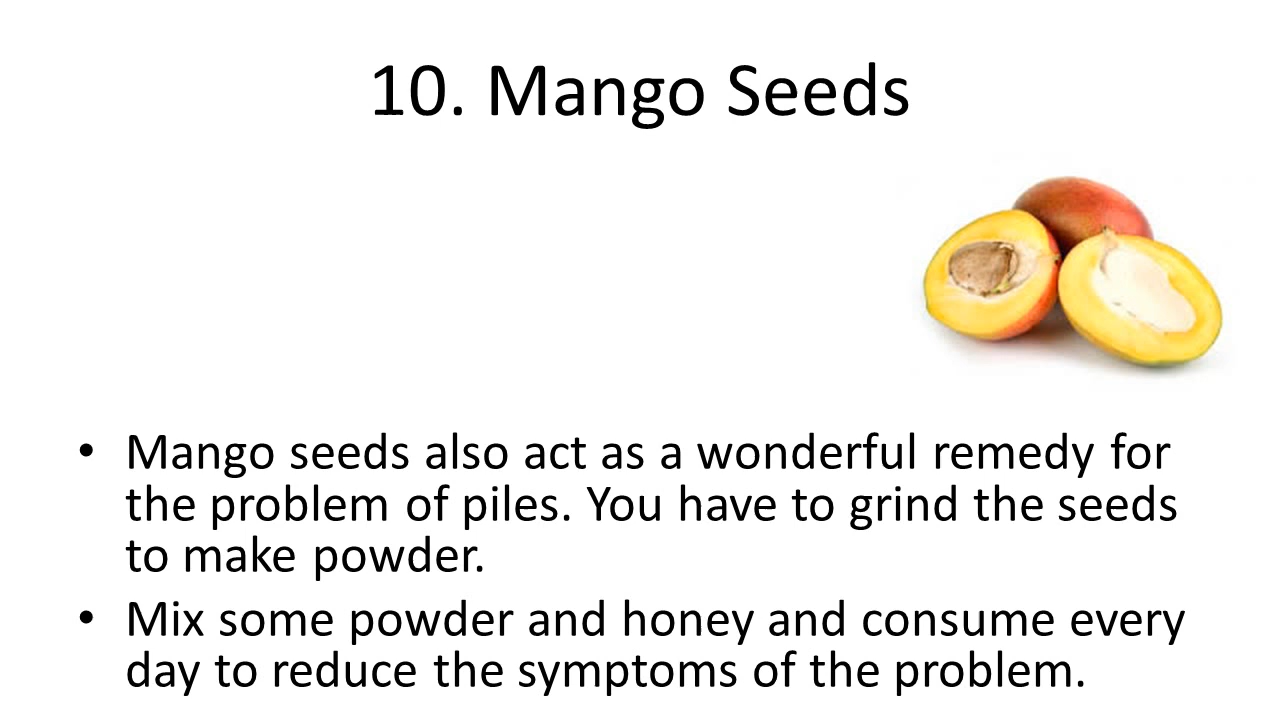 10. Mango Seeds
• Mango seeds also act as a wonderful remedy for
the problem of piles. You have to grind the seeds
to make powder.
• Mix some powder and honey and consume every
day to reduce the symptoms of the problem.